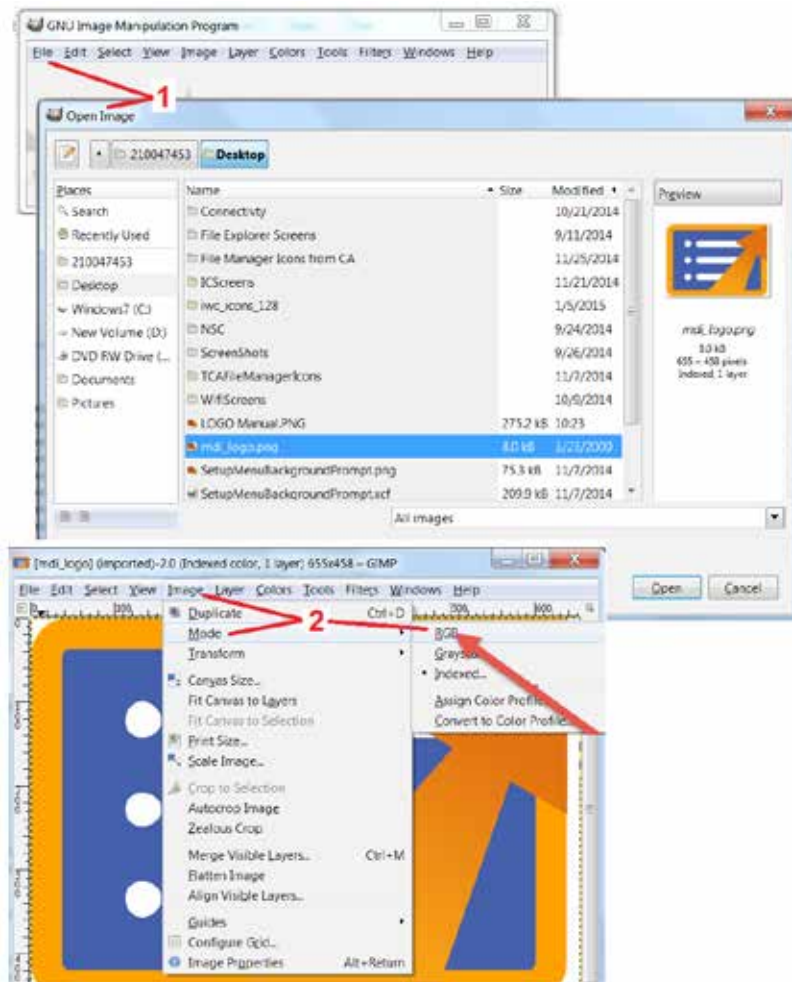 GNU Image Manipulation Program
File Edit Select View Image Layer Colors Tools Filters Windows Help
1
Open Image
210047453 Desktop
Places Name Size Modified Preview
Search Connectivty 10/21/2014
Recently Used File Explorer Screens 9/11/2014
210047453 File Manager Icons from CA 11/25/2014
Desktop ICScreens 11/21/2014
Windows7 (C:) iwc_icons_128 1/5/2015
New Volume (D:) NSC 9/24/2014 mdi_logo.png
DVD RW Drive (... ScreenShots 9/26/2014 8.0 kB
Documents TCAFileManagerIcons 11/7/2014 655 × 458 pixels
Pictures WifiScreens 10/9/2014 Indexed, 1 layer
LOGO Manual.PNG 275.2 kB 10:23
mdi_logo.png 8.0 kB
SetupMenuBackgroundPrompt.png 75.3 kB 11/7/2014
SetupMenuBackgroundPrompt.xcf 209.9 kB 11/7/2014
All images
Open Cancel
[mdi_logo] (imported)-2.0 (Indexed color, 1 layer) 655x458 – GIMP
File Edit Select View Image Layer Colors Tools Filters Windows Help
Duplicate Ctrl+D
2
Mode RGB
Transform Grayscale
Indexed...
Canvas Size... Assign Color Profile
Fit Canvas to Layers Convert to Color Profile
Fit Canvas to Selection
Print Size...
Scale Image...
Crop to Selection
Autocrop Image
Zealous Crop
Merge Visible Layers... Ctrl+M
Flatten Image
Align Visible Layers...
Guides
Configure Grid...
Image Properties Alt+Return